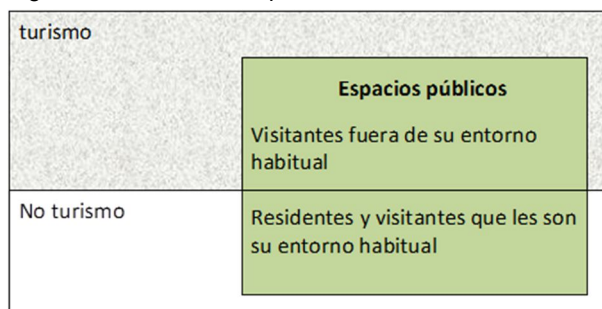 turismo
Espacios públicos
Visitantes fuera de su entorno
habitual
No turismo
Residentes y visitantes que les son
su entorno habitual